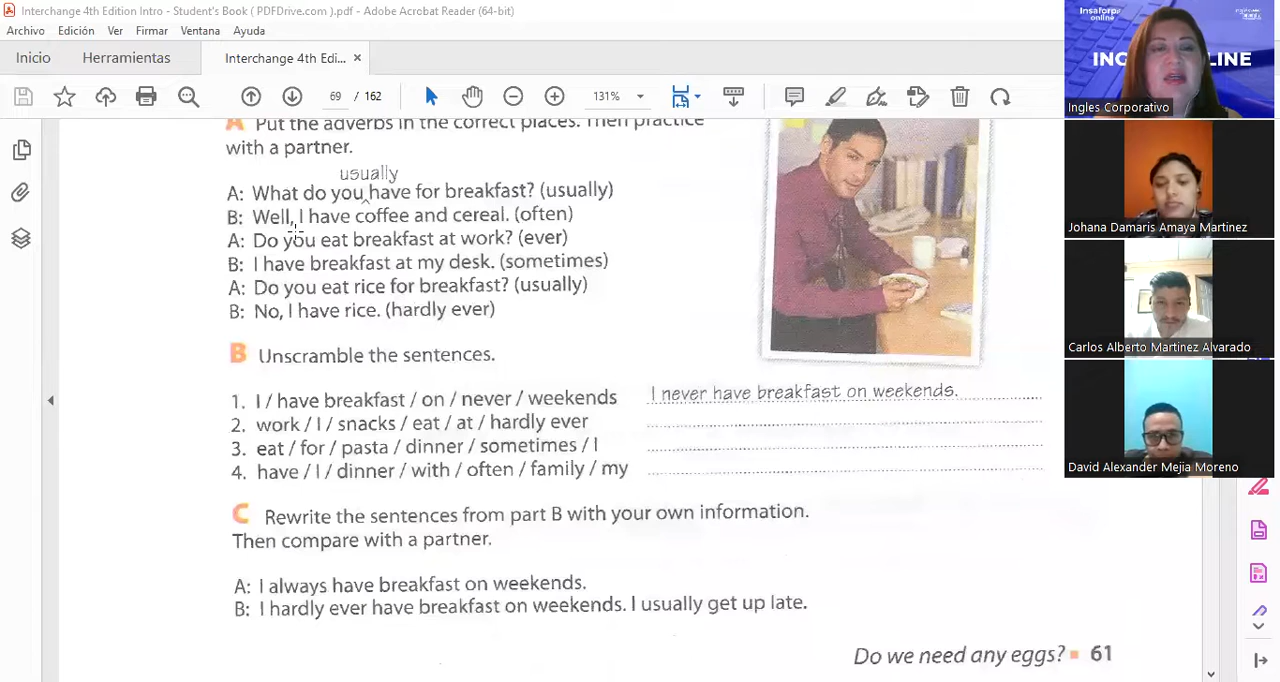 Interchange 4th Edition Intro - Student's Book ( PDFDrive.com ).pdf - Adobe Acrobat Reader (64-bit)
Archivo Edición Ver Firmar Ventana Ayuda
Inicio Herramientas Interchange 4th Edi... ×
69 / 162 131%
A Put the adverbs in the correct places. Then practice
with a partner.
usually
A: What do you have for breakfast? (usually)
B: Well, I have coffee and cereal. (often)
A: Do you eat breakfast at work? (ever)
B: I have breakfast at my desk. (sometimes)
A: Do you eat rice for breakfast? (usually)
B: No, I have rice. (hardly ever)
B Unscramble the sentences.
1. I / have breakfast / on / never / weekends I never have breakfast on weekends.
2. work / I / snacks / eat / at / hardly ever
3. eat / for / pasta / dinner / sometimes / I
4. have / I / dinner / with / often / family / my
C Rewrite the sentences from part B with your own information.
Then compare with a partner.
A: I always have breakfast on weekends.
B: I hardly ever have breakfast on weekends. I usually get up late.
Do we need any eggs? 61
online
ING LINE
Ingles Corporativo
Johana Damaris Amaya Martinez
Carlos Alberto Martinez Alvarado
David Alexander Mejia Moreno